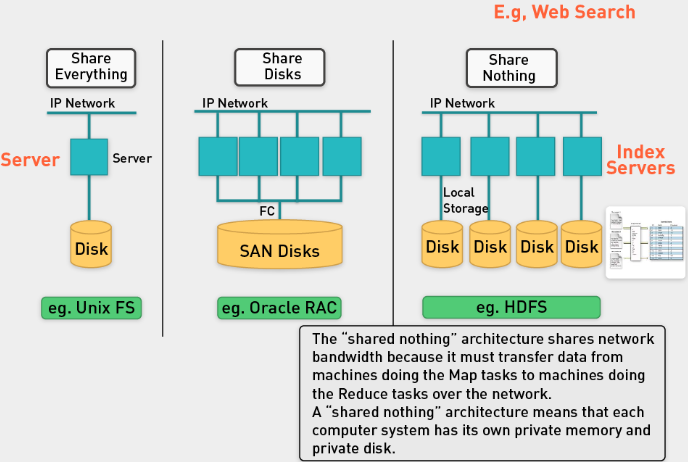 E.g, Web Search
Share
Everything
Share
Disks
Share
Nothing
IP Network
IP Network
IP Network
Server
Server
Index
Servers
Local
Storage
FC
Disk
SAN Disks
Disk
Disk
Disk
Disk
eg. Unix FS
eg. Oracle RAC
eg. HDFS
The “shared nothing” architecture shares network
bandwidth because it must transfer data from
machines doing the Map tasks to machines doing
the Reduce tasks over the network.
A “shared nothing” architecture means that each
computer system has its own private memory and
private disk.